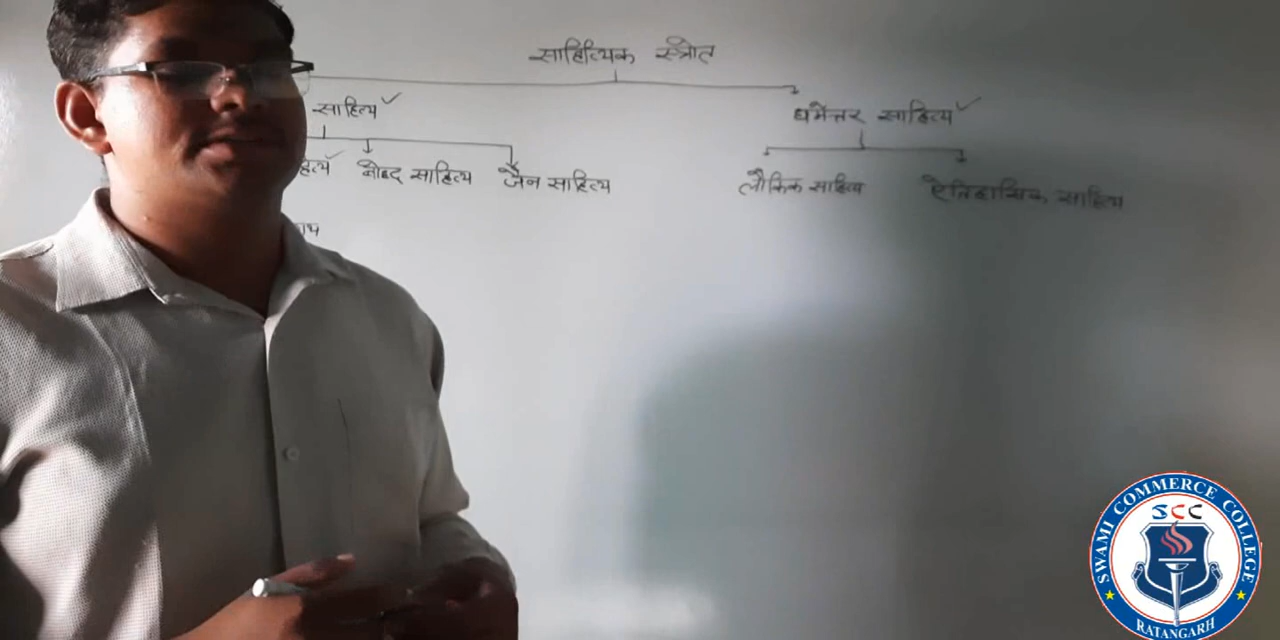 साहित्यिक स्त्रोत
साहित्य धर्मेत्तर साहित्य
बौद्ध साहित्य जैन साहित्य लौकिक साहित्य ऐतिहासिक साहित्य
SWAMI COMMERCE COLLEGE
SCC
RATANGARH